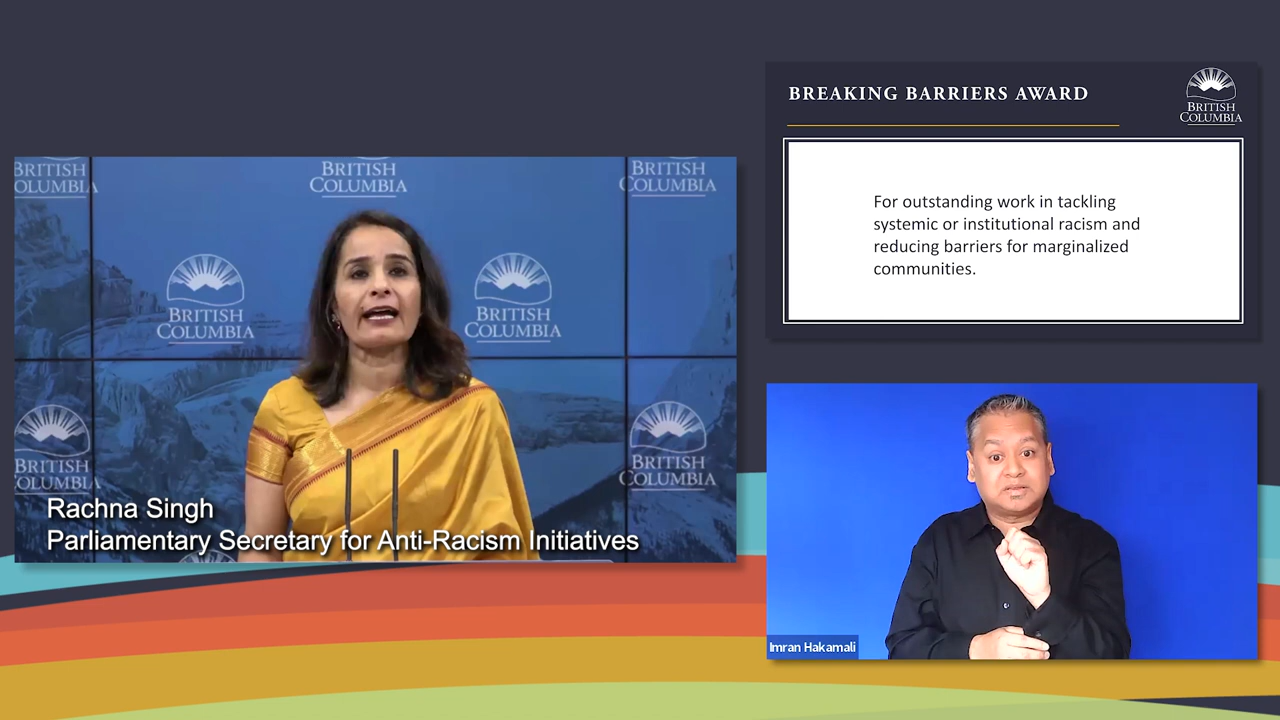 BREAKING BARRIERS AWARD
BRITISH
COLUMBIA
For outstanding work in tackling
systemic or institutional racism and
reducing barriers for marginalized
communities.
BRITISH
COLUMBIA
BRITISH
COLUMBIA
BRITISH
COLUMBIA
BRITISH
COLUMBIA
BRITISH
COLUMBIA
BRITISH
COLUMBIA
BRITISH
COLUMBIA
Rachna Singh
Parliamentary Secretary for Anti-Racism Initiatives
Imran Hakamali